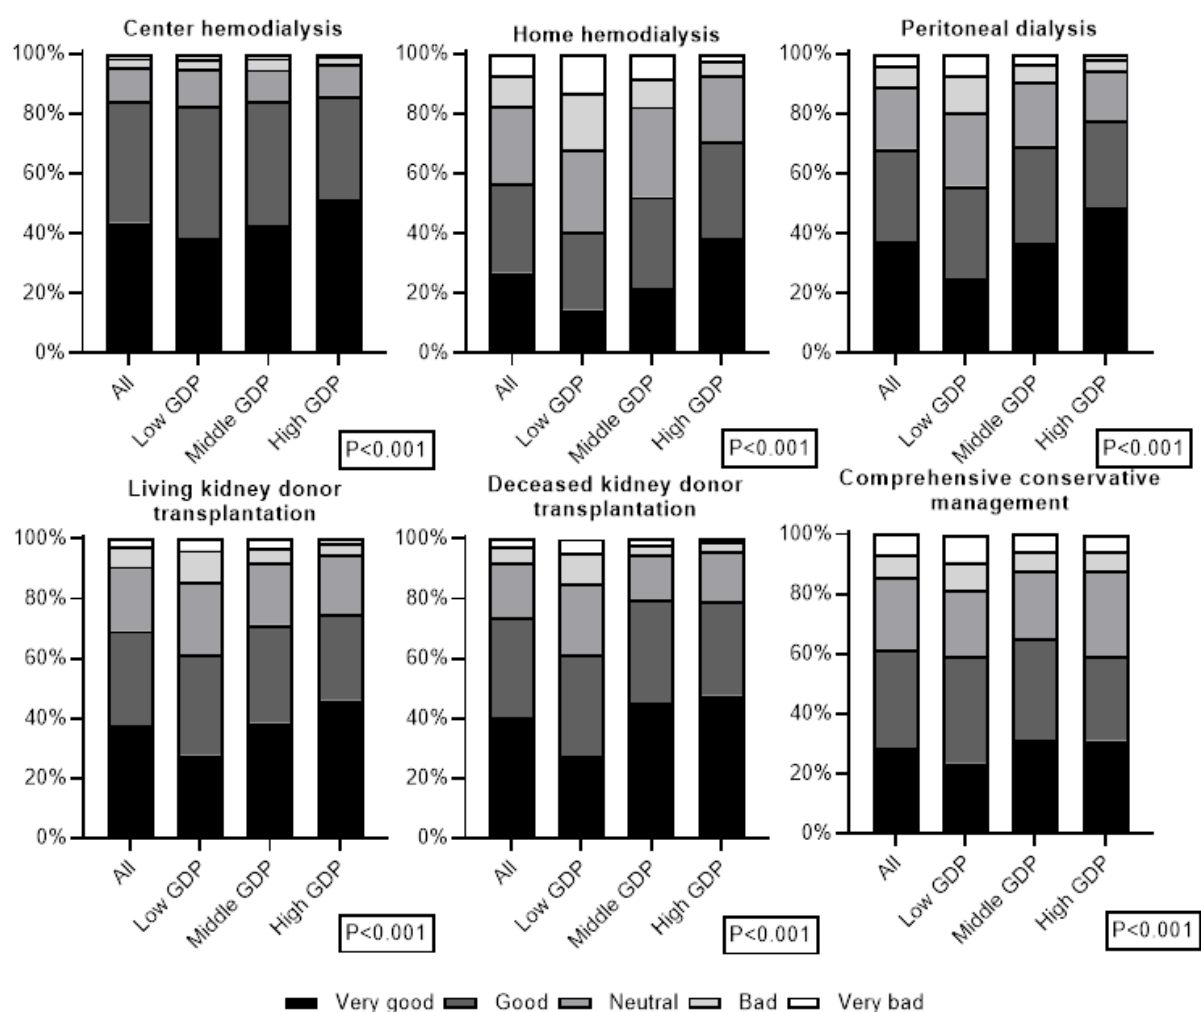 Center hemodialysis
100%
80%
60%
40%
20%
0%
All
Low GDP
Middle GDP
High GDP
P<0.001
Home hemodialysis
100%
80%
60%
40%
20%
0%
All
Low GDP
Middle GDP
High GDP
P<0.001
Peritoneal dialysis
100%
80%
60%
40%
20%
0%
All
Low GDP
Middle GDP
High GDP
P<0.001
Living kidney donor
transplantation
100%
80%
60%
40%
20%
0%
All
Low GDP
Middle GDP
High GDP
P<0.001
Deceased kidney donor
transplantation
100%
80%
60%
40%
20%
0%
All
Low GDP
Middle GDP
High GDP
P<0.001
Comprehensive conservative
management
100%
80%
60%
40%
20%
0%
All
Low GDP
Middle GDP
High GDP
P<0.001
Very good Good Neutral Bad Very bad